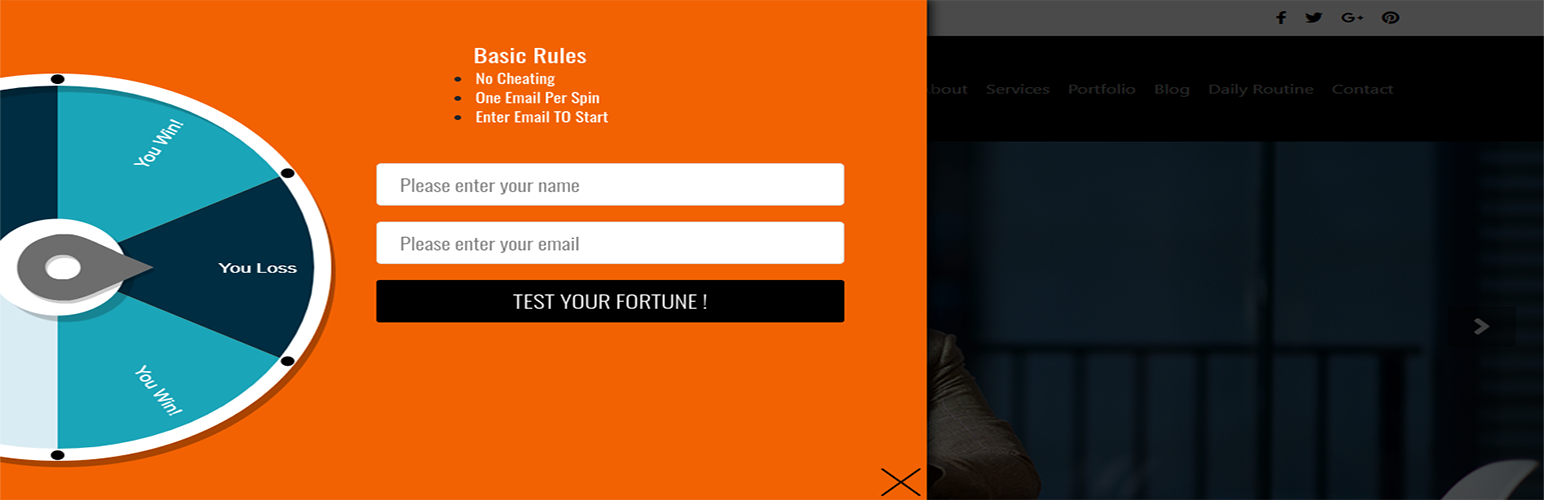 Basic Rules
No Cheating
One Email Per Spin
Enter Email TO Start
Please enter your name
Please enter your email
TEST YOUR FORTUNE !
You Win!
You Loss
You Win!
Services Portfolio Blog Daily Routine Contact